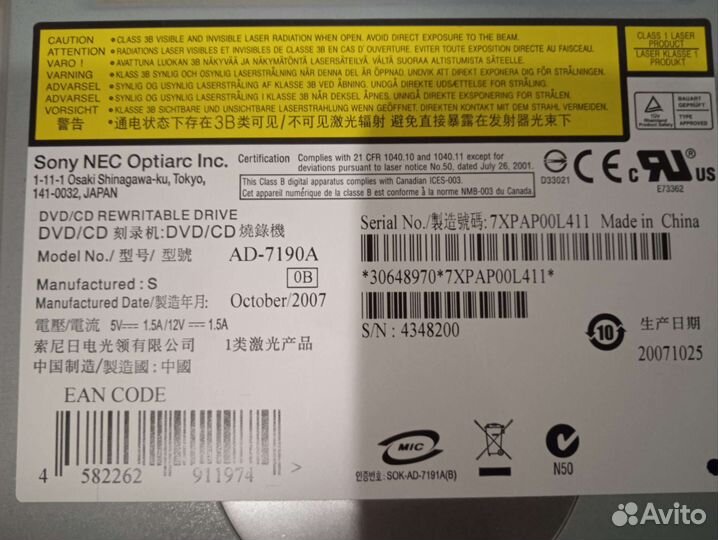 CAUTION • CLASS 3B VISIBLE AND INVISIBLE LASER RADIATION WHEN OPEN. AVOID DIRECT EXPOSURE TO THE BEAM.
ATTENTION • RADIATIONS LASER VISIBLES ET INVISIBLES DE CLASSE 3B EN CAS D'OUVERTURE. EVITER TOUTE EXPOSITION DIRECTE AU FAISCEAU.
VARO ! • AVATTUNA LUOKAN 3B NÄKYVÄÄ JA NÄKYMÄTÖNTÄ LASERSÄTEILYÄ. VÄLTÄ SUORAA ALTISTUMISTA SÄTEELLE.
VARNING • KLASS 3B SYNLIG OCH OSYNLIG LASERSTRÅLNING NÄR DENNA DEL ÄR ÖPPNAD. UNDVIK ATT DIREKT EXPONERA DIG FÖR STRÅLNINGEN.
ADVARSEL • SYNLIG OG USYNLIG LASERSTRÅLING AF KLASSE 3B VED ÅBNING. UNDGÅ DIREKTE UDSÆTTELSE FOR STRÅLING.
ADVARSEL • SYNLIG OG USYNLIG LASERSTRÅLING I KLASSE 3B NÅR DEKSEL ÅPNES. UNNGÅ DIREKTE EKSPONERING FOR STRÅLEN.
VORSICHT • KLASSE 3B SICHTBARE UND UNSICHTBARE LASERSTRAHLUNG WENN GEÖFFNET. DIREKTEN KONTAKT MIT DEM STRAHL VERMEIDEN.
警告 •通电状态下存在3B类可见/不可见激光辐射 避免直接暴露在发射器光束下
CLASS 1 LASER
PRODUCT
LASER KLASSE 1
PRODUKT
TÜV
Rheinland
Product Safety
BAUART
GEPRÜFT
TYPE
APPROVED
Sony NEC Optiarc Inc.
1-11-1 Osaki Shinagawa-ku, Tokyo,
141-0032, JAPAN
Certification Complies with 21 CFR 1040.10 and 1040.11 except for
deviations pursuant to laser notice No.50, dated July 26, 2001.
This Class B digital apparatus complies with Canadian ICES-003.
Cet appareil numérique de la classe B est conforme à la norme NMB-003 du Canada.
D33021
CE
c RU US
E73362
DVD/CD REWRITABLE DRIVE
DVD/CD 刻录机:DVD/CD 燒錄機
Model No./ 型号/ 型號 AD-7190A
0B
Manufactured : S
Manufactured Date/製造年月: October/2007
電壓/電流 5V 1.5A/12V 1.5A
索尼日电光领有限公司 1类激光产品
中国制造/製造國: 中國
Serial No./製造號碼: 7XPAP00L411 Made in China
*30648970*7XPAP00L411*
S/N : 4348200
10
生产日期
20071025
EAN CODE
4 582262 911974 >
MIC
인증번호: SOK-AD-7191A(B)
N50
Avito